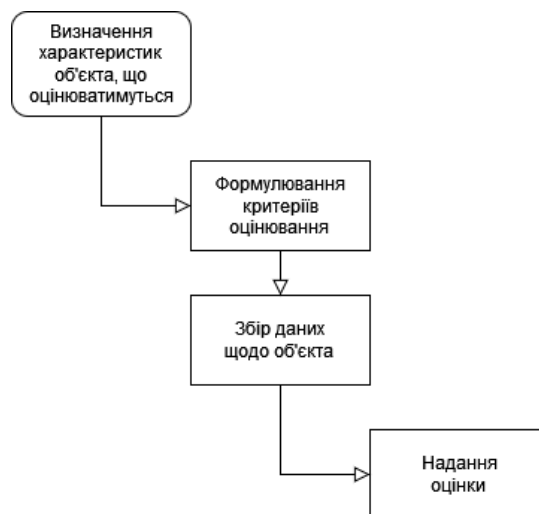 Визначення
характеристик
об'єкта, що
оцінюватимуться
Формулювання
критеріїв
оцінювання
Збір даних
щодо об'єкта
Надання
оцінки